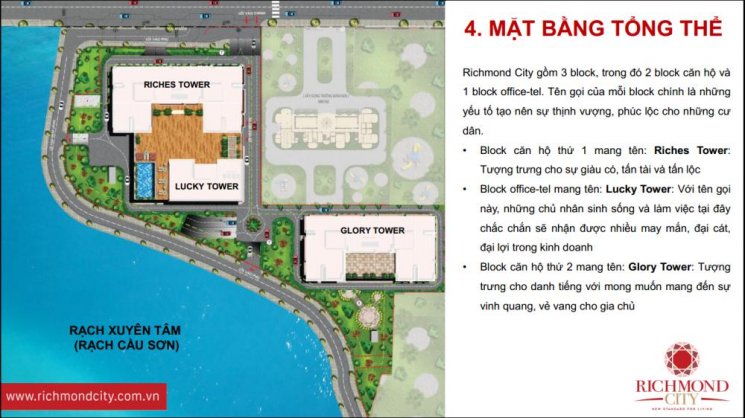 LỐI VÀO CHÍNH
RICHES TOWER
LUCKY TOWER
GLORY TOWER
RẠCH XUYÊN TÂM
(RẠCH CẦU SƠN)
www.richmondcity.com.vn
4. MẶT BẰNG TỔNG THỂ
Richmond City gồm 3 block, trong đó 2 block căn hộ và
1 block office-tel. Tên gọi của mỗi block chính là những
yếu tố tạo nên sự thịnh vượng, phúc lộc cho những cư
dân.
• Block căn hộ thứ 1 mang tên: Riches Tower:
Tượng trưng cho sự giàu có, tấn tài và tấn lộc
• Block office-tel mang tên: Lucky Tower: Với tên gọi
này, những chủ nhân sinh sống và làm việc tại đây
chắc chắn sẽ nhận được nhiều may mắn, đại cát,
đại lợi trong kinh doanh
• Block căn hộ thứ 2 mang tên: Glory Tower: Tượng
trưng cho danh tiếng với mong muốn mang đến sự
vinh quang, vẻ vang cho gia chủ
RICHMOND
CITY
NEW STANDARD FOR LIVING